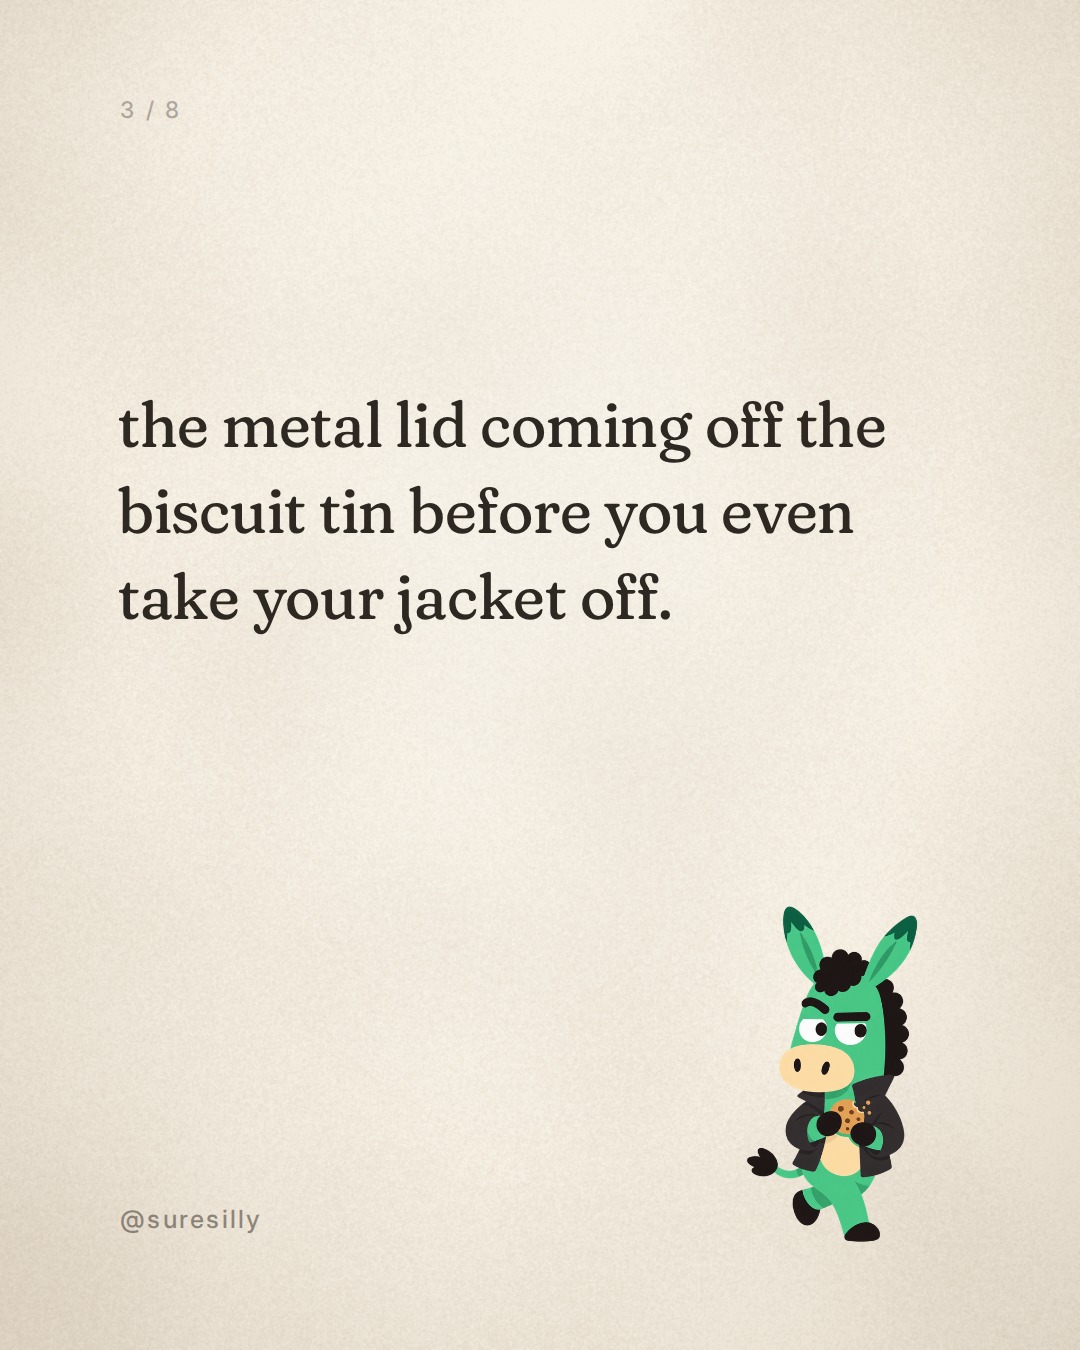 3 / 8
the metal lid coming off the
biscuit tin before you even
take your jacket off.
@suresilly